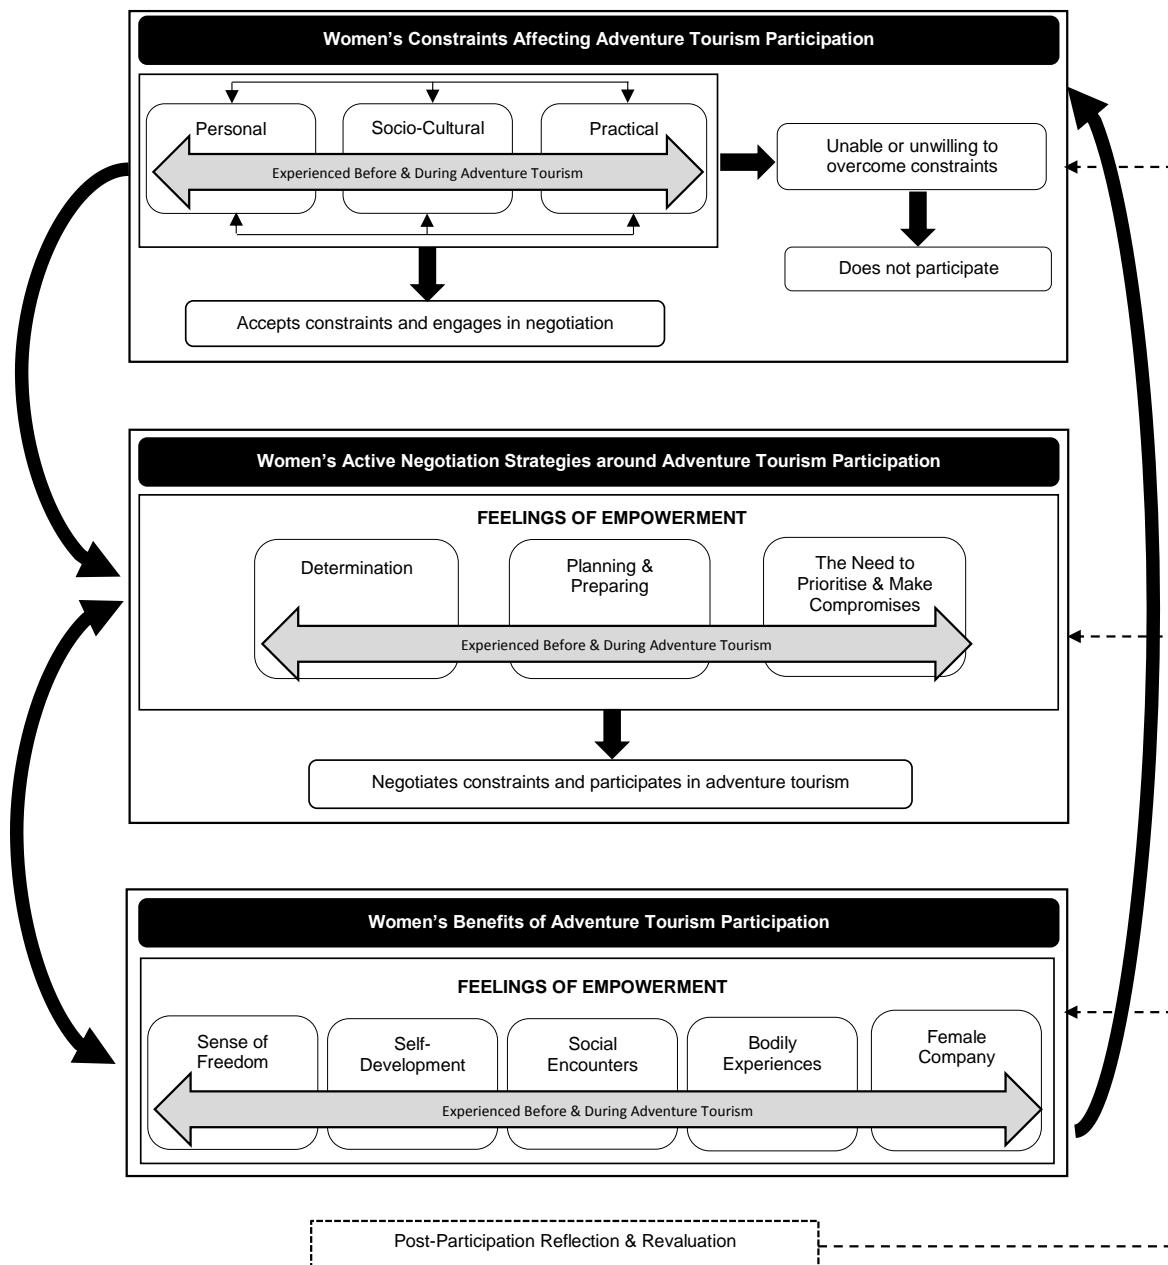 Women’s Constraints Affecting Adventure Tourism Participation
Personal
Socio-Cultural
Practical
Experienced Before & During Adventure Tourism
Unable or unwilling to
overcome constraints
Does not participate
Accepts constraints and engages in negotiation
Women’s Active Negotiation Strategies around Adventure Tourism Participation
FEELINGS OF EMPOWERMENT
Determination
Planning &
Preparing
The Need to
Prioritise & Make
Compromises
Experienced Before & During Adventure Tourism
Negotiates constraints and participates in adventure tourism
Women’s Benefits of Adventure Tourism Participation
FEELINGS OF EMPOWERMENT
Sense of
Freedom
Self-
Development
Social
Encounters
Bodily
Experiences
Female
Company
Experienced Before & During Adventure Tourism
Post-Participation Reflection & Revaluation